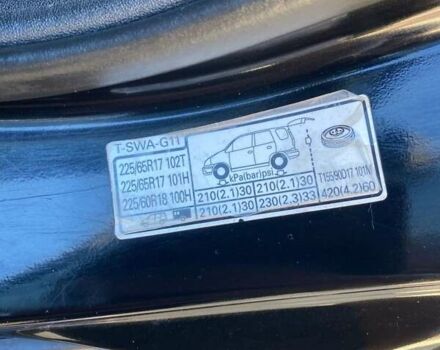 T-SWA-G11
225/65R17 102T
225/65R17 101H
225/60R18 100H
kPa(bar)psi
210(2.1)30 210(2.1)30
210(2.1)30 230(2.3)33
T155/90D17 101M
420(4.2)60